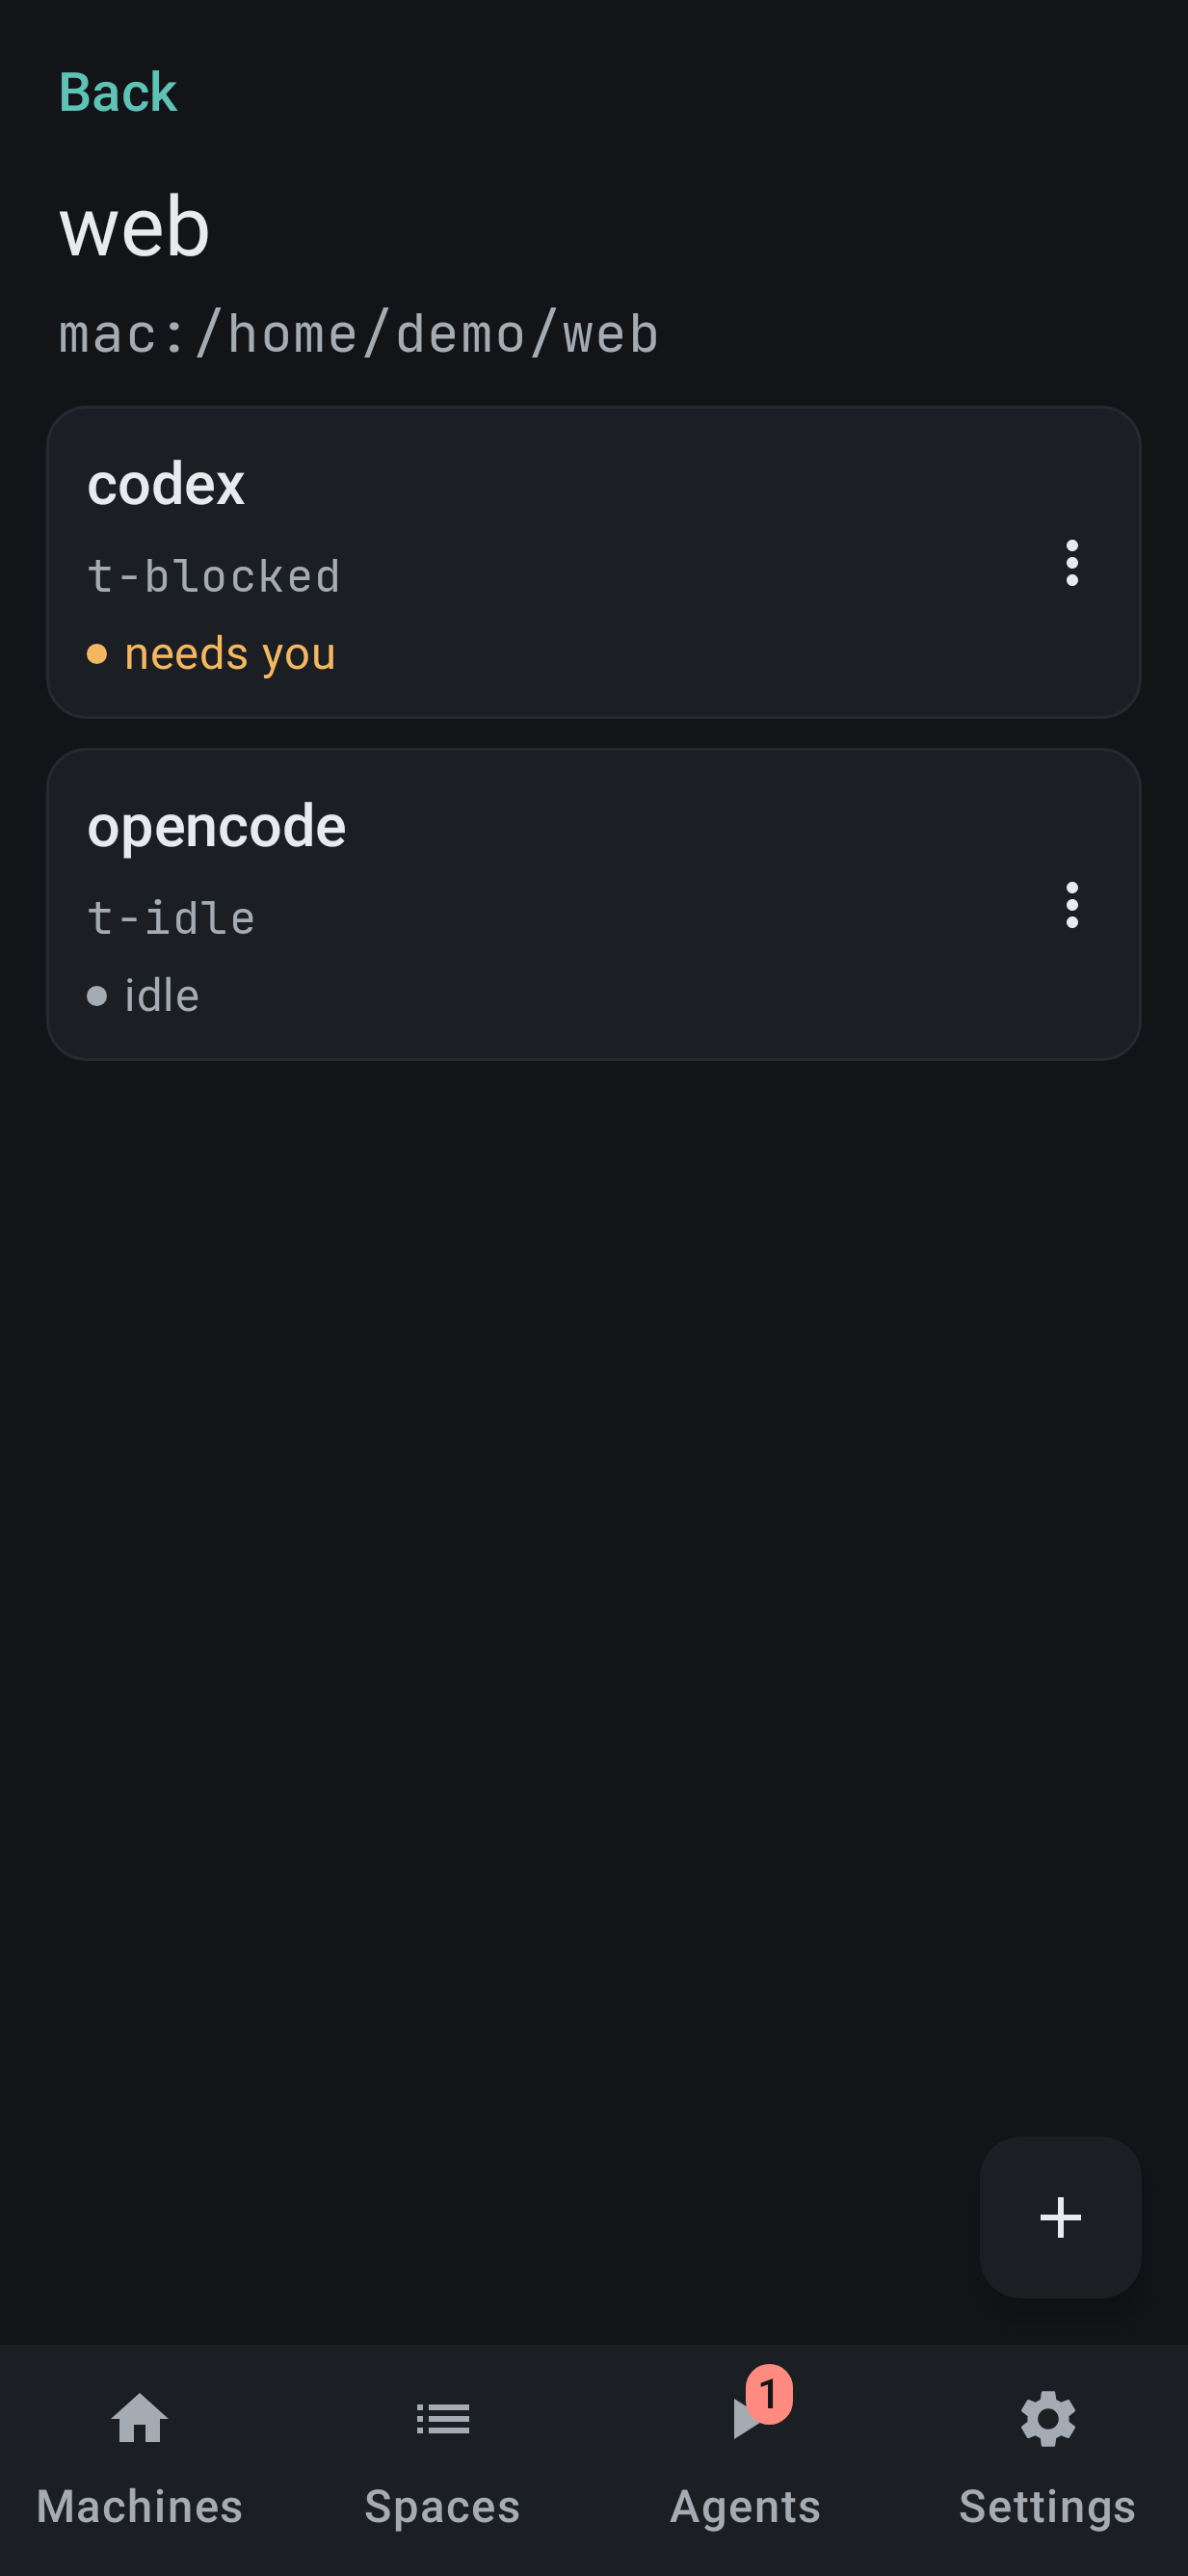 Back
web
mac:/home/demo/web
codex
t-blocked
needs you
opencode
t-idle
idle
1
Machines
Spaces
Agents
Settings